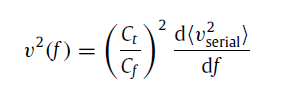 v²(f) = (C_t / C_f)² d⟨v²_serial⟩ / df